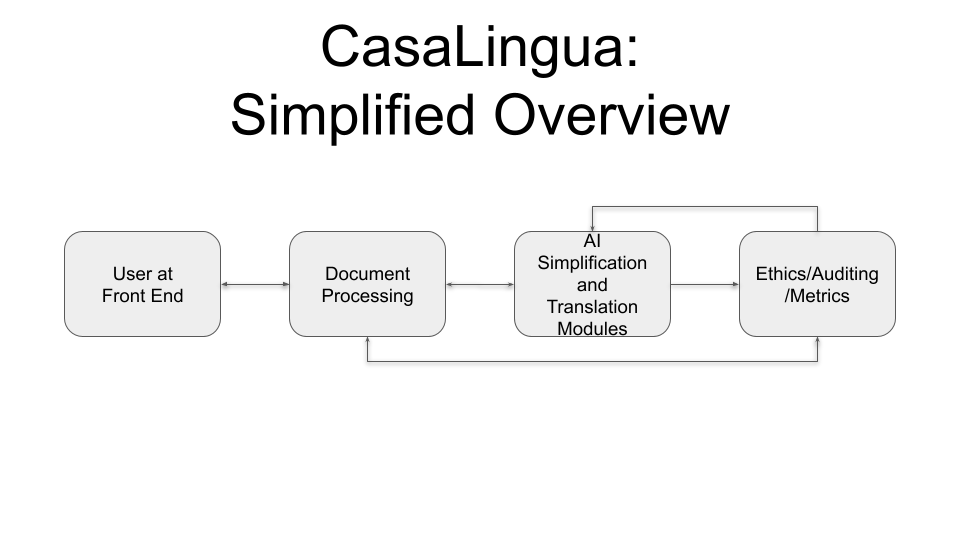 CasaLingua:
Simplified Overview
User at
Front End
Document
Processing
AI
Simplification
and
Translation
Modules
Ethics/Auditing
/Metrics